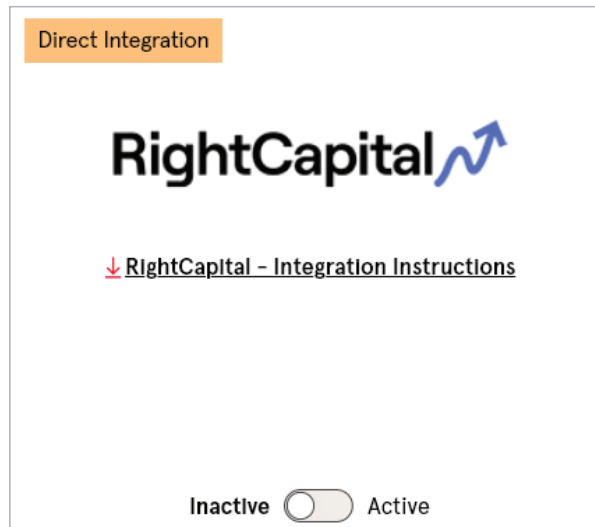 Direct Integration
RightCapital
RightCapital - Integration Instructions
Inactive Active